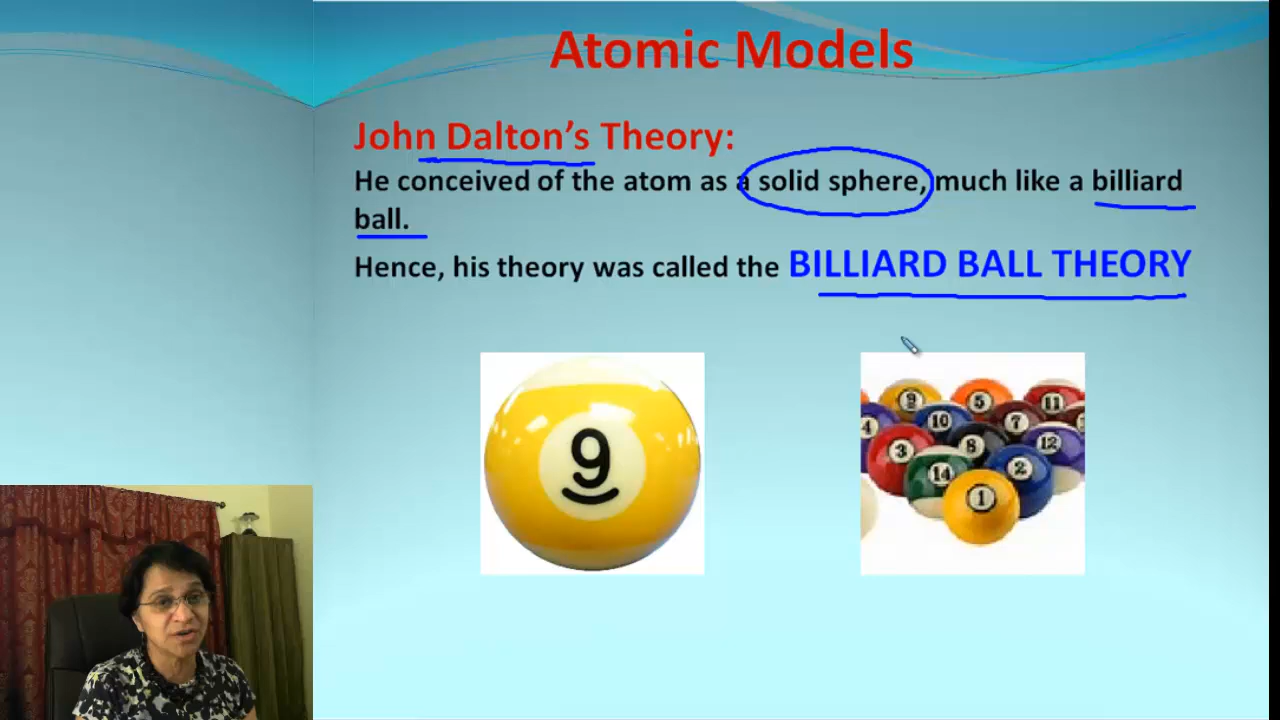 Atomic Models
John Dalton's Theory:
He conceived of the atom as a solid sphere, much like a billiard
ball.
Hence, his theory was called the BILLIARD BALL THEORY
9
9 5 11
4 10 7
3 8 12
14 2
1